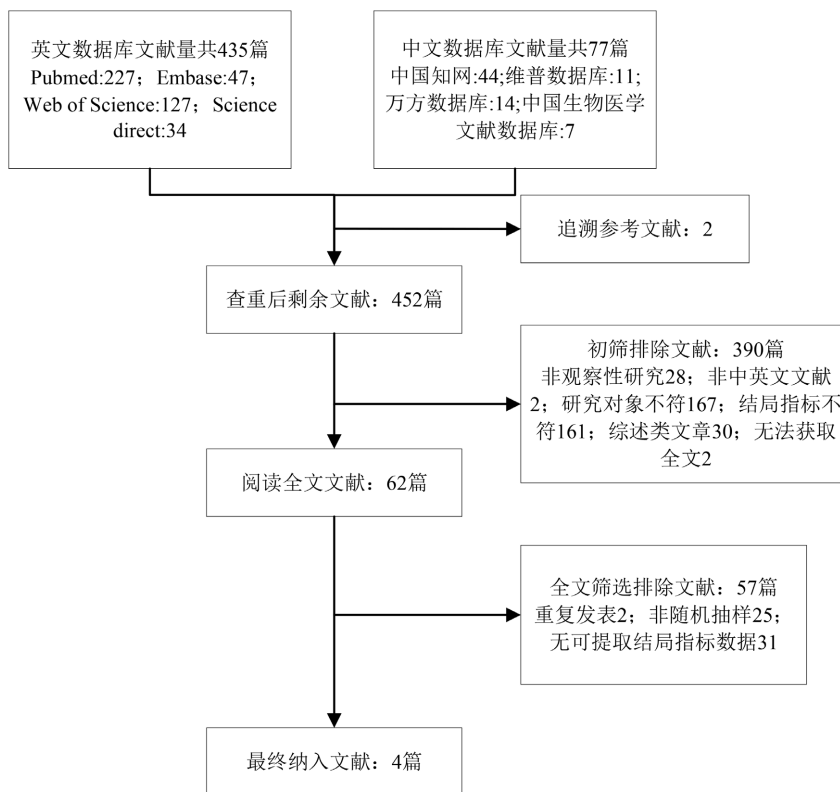 英文数据库文献量共435篇
Pubmed:227；Embase:47；
Web of Science:127；Science
direct:34
中文数据库文献量共77篇
中国知网:44;维普数据库:11;
万方数据库:14;中国生物医学
文献数据库:7
追溯参考文献：2
查重后剩余文献：452篇
初筛排除文献：390篇
非观察性研究28；非中英文文献
2；研究对象不符167；结局指标不
符161；综述类文章30；无法获取
全文2
阅读全文文献：62篇
全文筛选排除文献：57篇
重复发表2；非随机抽样25；
无可提取结局指标数据31
最终纳入文献：4篇